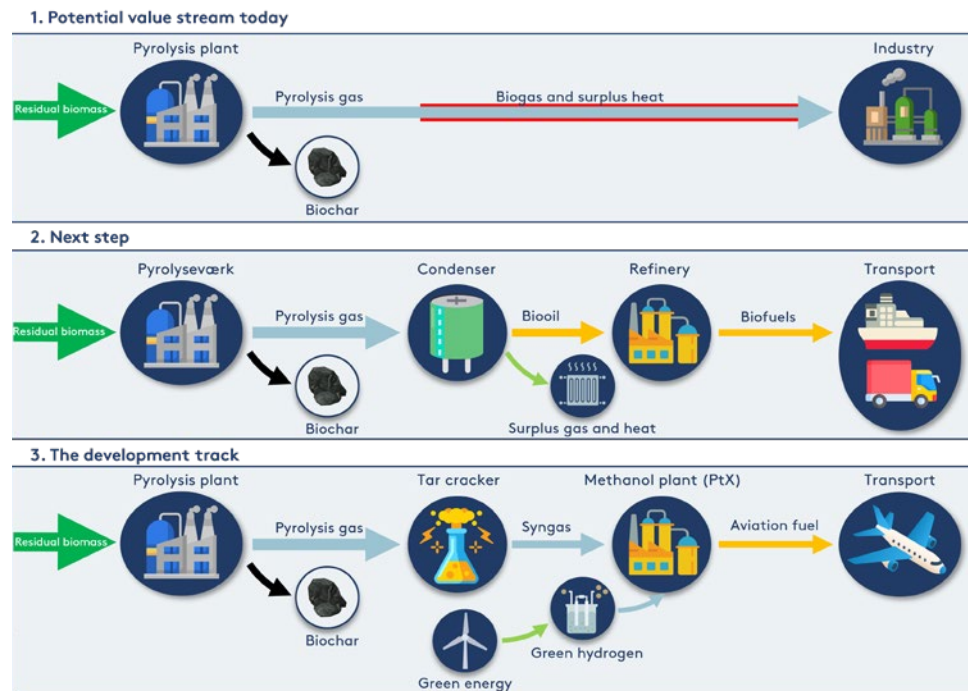 1. Potential value stream today
Pyrolysis plant
Industry
Residual biomass
Pyrolysis gas
Biogas and surplus heat
Biochar
2. Next step
Pyrolyseværk
Condenser
Refinery
Transport
Residual biomass
Pyrolysis gas
Biooil
Biofuels
Biochar
Surplus gas and heat
3. The development track
Pyrolysis plant
Tar cracker
Methanol plant (PtX)
Transport
Residual biomass
Pyrolysis gas
Syngas
Aviation fuel
Biochar
Green hydrogen
Green energy